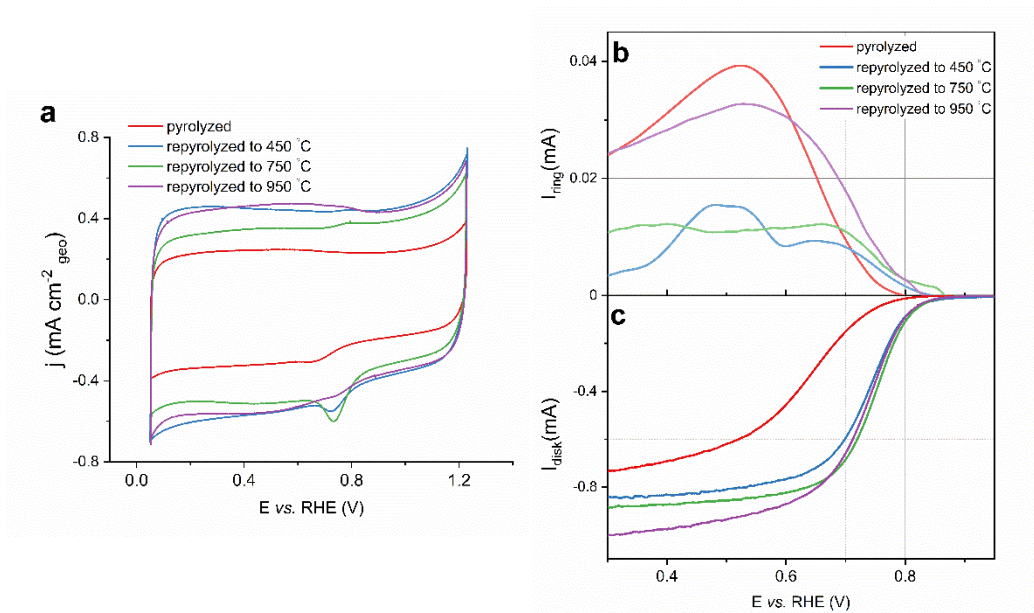 a
pyrolyzed
repyrolyzed to 450 °C
repyrolyzed to 750 °C
repyrolyzed to 950 °C
0.8
0.4
0.0
-0.4
-0.8
j (mA cm-2 geo)
0.0
0.4
0.8
1.2
E vs. RHE (V)
b
pyrolyzed
repyrolyzed to 450 °C
repyrolyzed to 750 °C
repyrolyzed to 950 °C
0.04
0.02
0
Iring(mA)
c
-0.4
-0.8
Idisk(mA)
0.4
0.6
0.8
E vs. RHE (V)